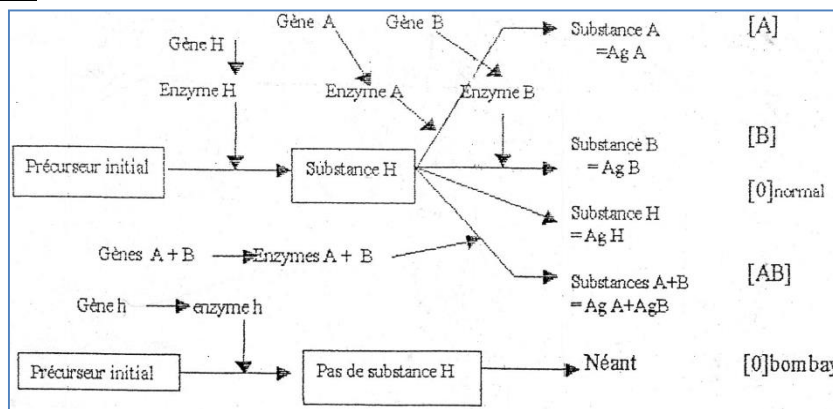 Gène A Gène B Substance A [A]
Gène H =Ag A
Enzyme H Enzyme A Enzyme B
Substance B [B]
Précurseur initial Substance H = Ag B
[0]normal
Substance H
=Ag H
Gènes A + B Enzymes A + B
Substances A+B [AB]
Gène h enzyme h = Ag A+AgB
Précurseur initial Pas de substance H Néant [0]bombay